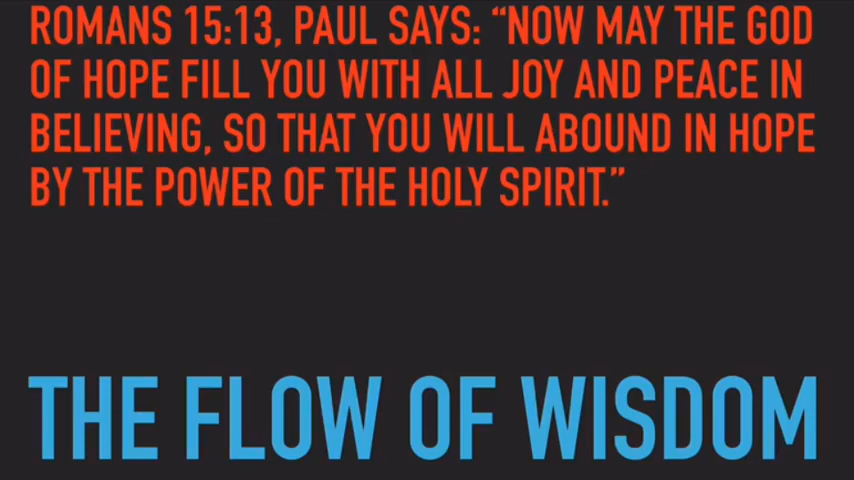 ROMANS 15:13, PAUL SAYS: “NOW MAY THE GOD
OF HOPE FILL YOU WITH ALL JOY AND PEACE IN
BELIEVING, SO THAT YOU WILL ABOUND IN HOPE
BY THE POWER OF THE HOLY SPIRIT.”
THE FLOW OF WISDOM